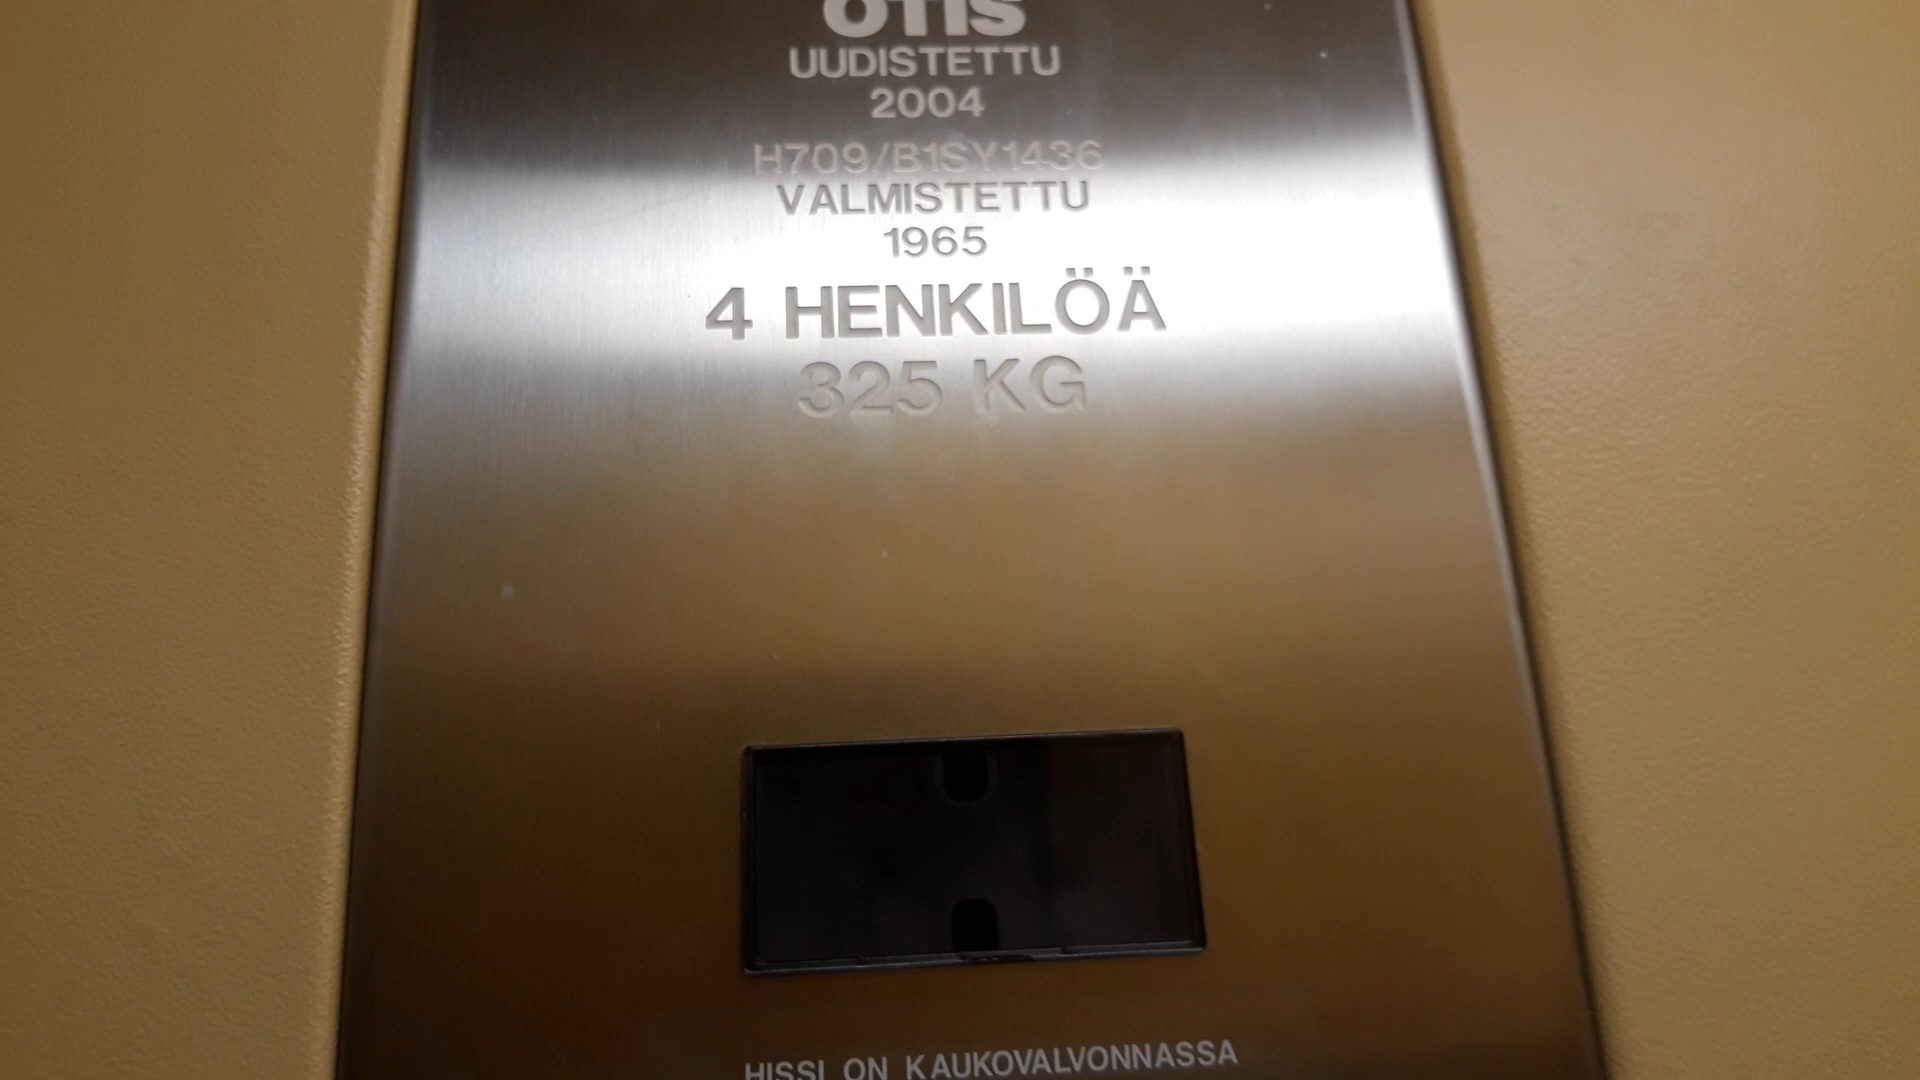 OTIS
UUDISTETTU
2004
H709/B1SY1436
VALMISTETTU
1965
4 HENKILÖÄ
325 KG
HISSI ON KAUKOVALVONNASSA